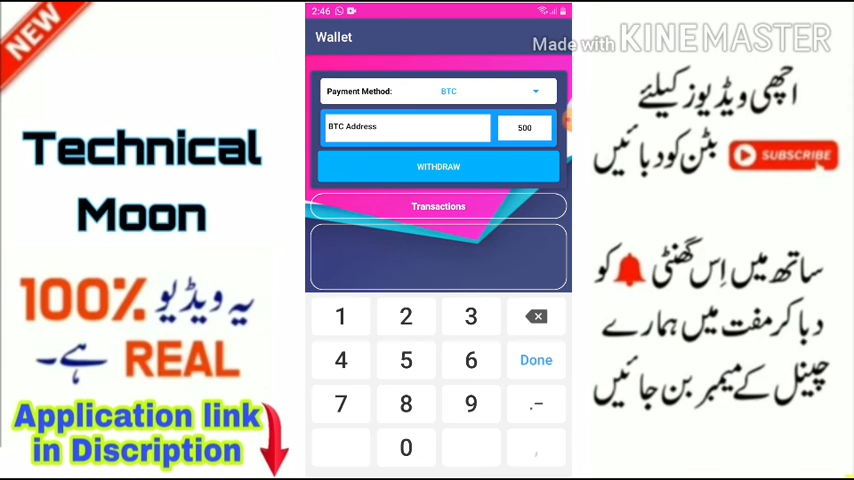 NEW
Technical
Moon
یہ ویڈیو 100%
REAL ہے۔
Application link
in Discription
2:46
Wallet
Made with KINEMASTER
Payment Method: BTC
BTC Address 500
WITHDRAW
Transactions
1 2 3
4 5 6 Done
7 8 9 .-
0 ,
اچھی ویڈیوز کیلئے
SUBSCRIBE بٹن کو دبائیں
ساتھ میں اِس گھنٹی کو
دبا کر مفت میں ہمارے
چینل کے میمبر بن جائیں